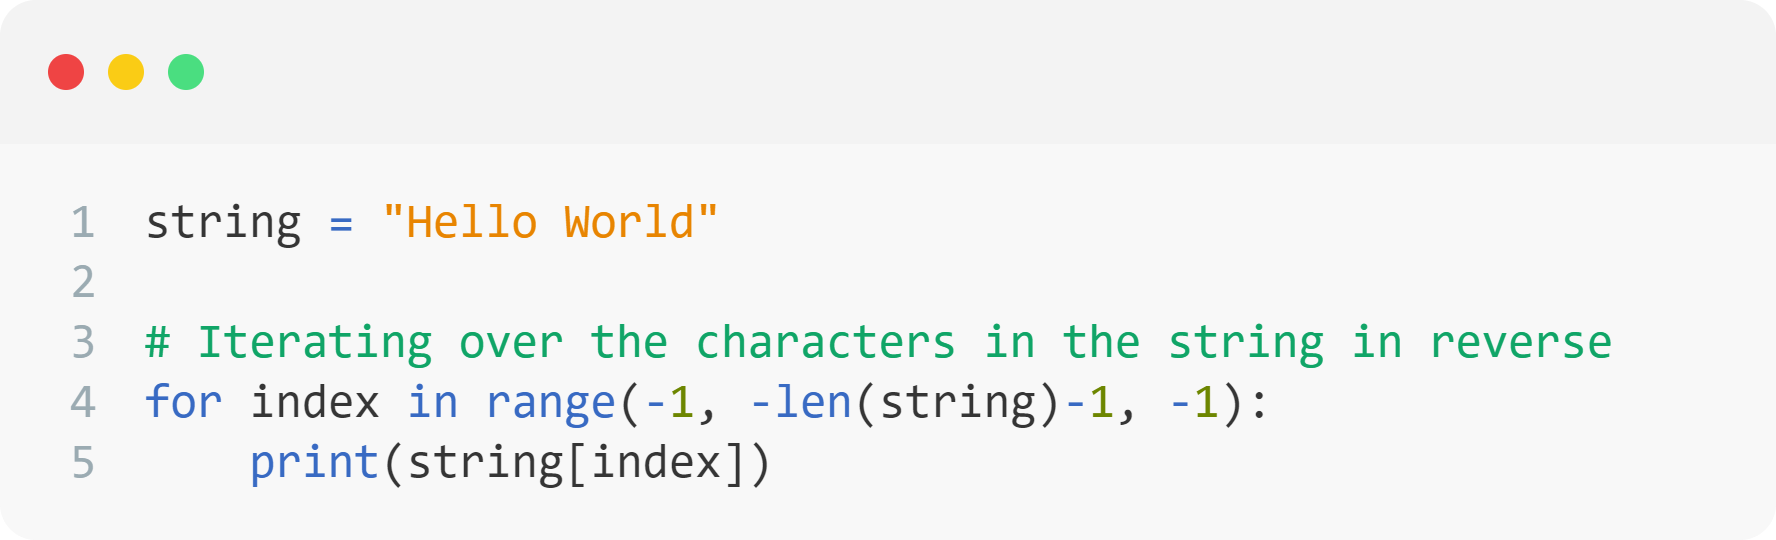 1 string = "Hello World"
2
3 # Iterating over the characters in the string in reverse
4 for index in range(-1, -len(string)-1, -1):
5     print(string[index])